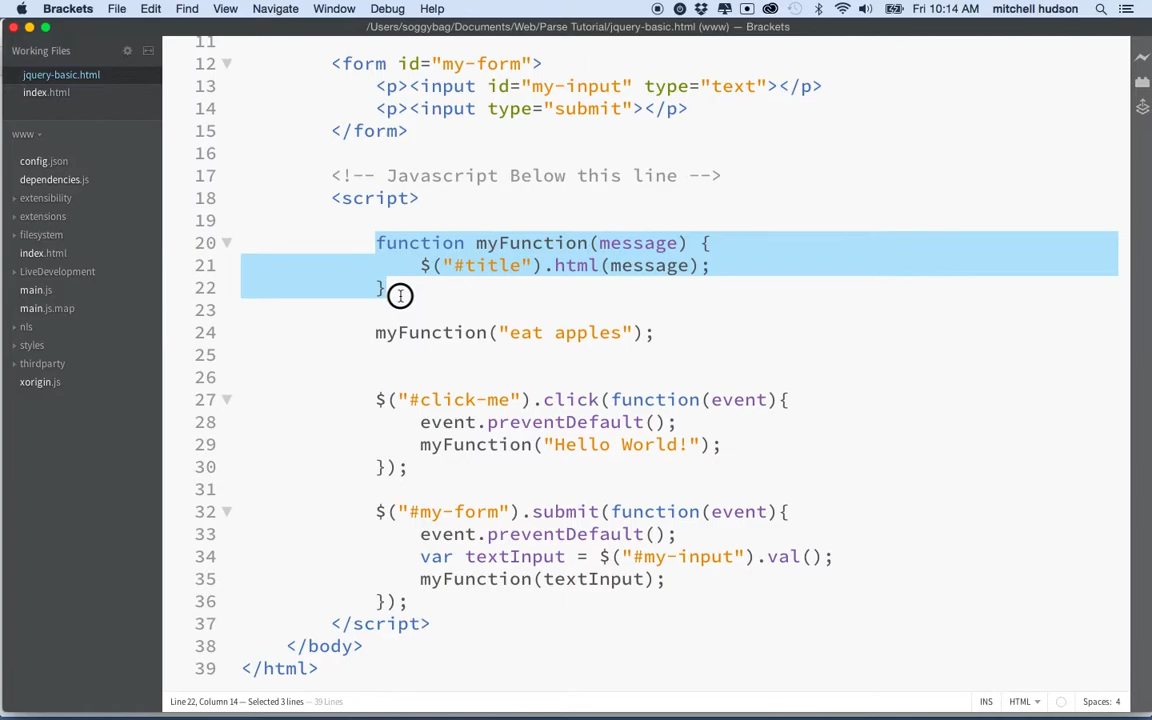 Brackets File Edit Find View Navigate Window Debug Help Fri 10:14 AM mitchell hudson
/Users/soggybag/Documents/Web/Parse Tutorial/jquery-basic.html (www) — Brackets
Working Files
jquery-basic.html
index.html
www
config.json
dependencies.js
extensibility
extensions
filesystem
index.html
LiveDevelopment
main.js
main.js.map
nls
styles
thirdparty
xorigin.js
11
12 <form id="my-form">
13 <p><input id="my-input" type="text"></p>
14 <p><input type="submit"></p>
15 </form>
16
17 <!-- Javascript Below this line -->
18 <script>
19
20 function myFunction(message) {
21 $("#title").html(message);
22 }
23
24 myFunction("eat apples");
25
26
27 $("#click-me").click(function(event){
28 event.preventDefault();
29 myFunction("Hello World!");
30 });
31
32 $("#my-form").submit(function(event){
33 event.preventDefault();
34 var textInput = $("#my-input").val();
35 myFunction(textInput);
36 });
37 </script>
38 </body>
39 </html>
Line 22, Column 14 — Selected 3 lines — 39 Lines INS HTML Spaces: 4